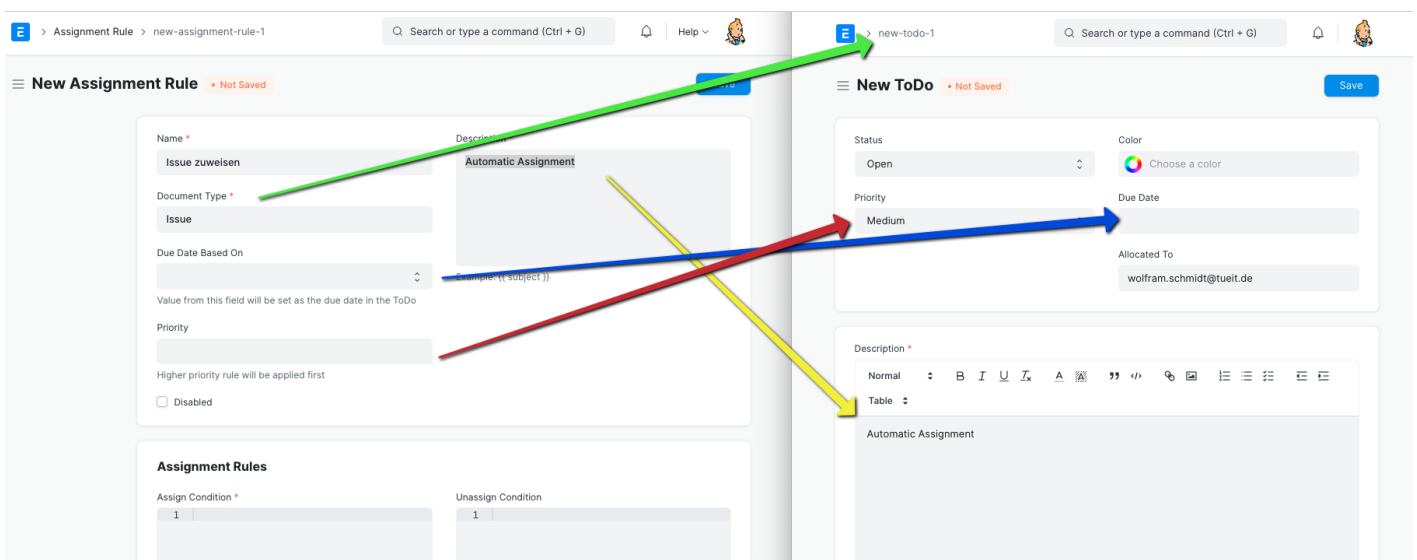 E > Assignment Rule > new-assignment-rule-1
Search or type a command (Ctrl + G)
Help
New Assignment Rule • Not Saved
Name *
Issue zuweisen
Document Type *
Issue
Due Date Based On
Value from this field will be set as the due date in the ToDo
Priority
Higher priority rule will be applied first
Disabled
Description
Automatic Assignment
Example: {{ subject }}
Assignment Rules
Assign Condition *
1
Unassign Condition
1
E > new-todo-1
Search or type a command (Ctrl + G)
New ToDo • Not Saved
Save
Status
Open
Color
Choose a color
Priority
Medium
Due Date
Allocated To
wolfram.schmidt@tueit.de
Description *
Normal B I U Tx A A ” </>
Table
Automatic Assignment